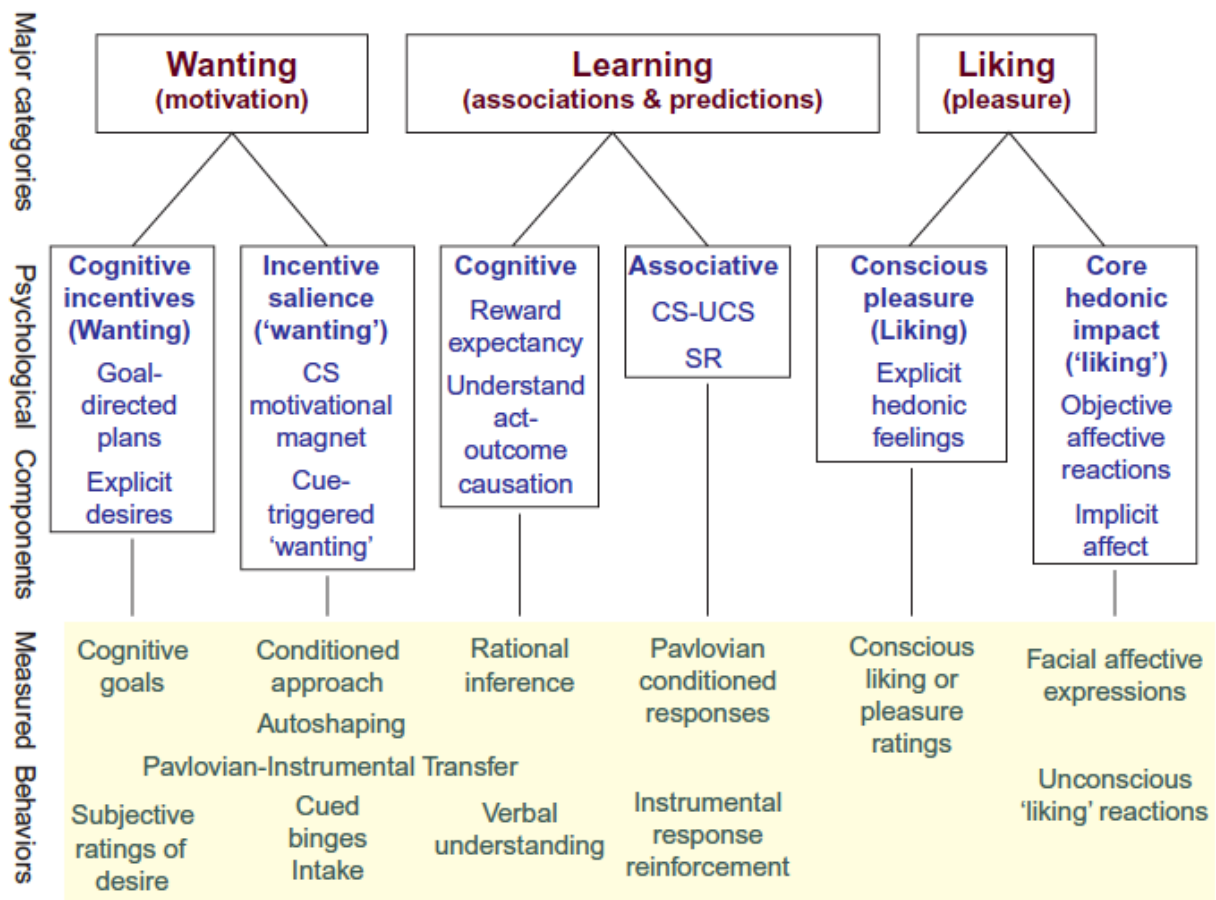 Major categories
Wanting
(motivation)
Learning
(associations & predictions)
Liking
(pleasure)
Psychological Components
Cognitive
incentives
(Wanting)
Goal-
directed
plans
Explicit
desires
Incentive
salience
(‘wanting’)
CS
motivational
magnet
Cue-
triggered
‘wanting’
Cognitive
Reward
expectancy
Understand
act-
outcome
causation
Associative
CS-UCS
SR
Conscious
pleasure
(Liking)
Explicit
hedonic
feelings
Core
hedonic
impact
(‘liking’)
Objective
affective
reactions
Implicit
affect
Measured Behaviors
Cognitive
goals
Conditioned
approach
Autoshaping
Rational
inference
Pavlovian
conditioned
responses
Conscious
liking or
pleasure
ratings
Facial affective
expressions
Pavlovian-Instrumental Transfer
Subjective
ratings of
desire
Cued
binges
Intake
Verbal
understanding
Instrumental
response
reinforcement
Unconscious
‘liking’ reactions